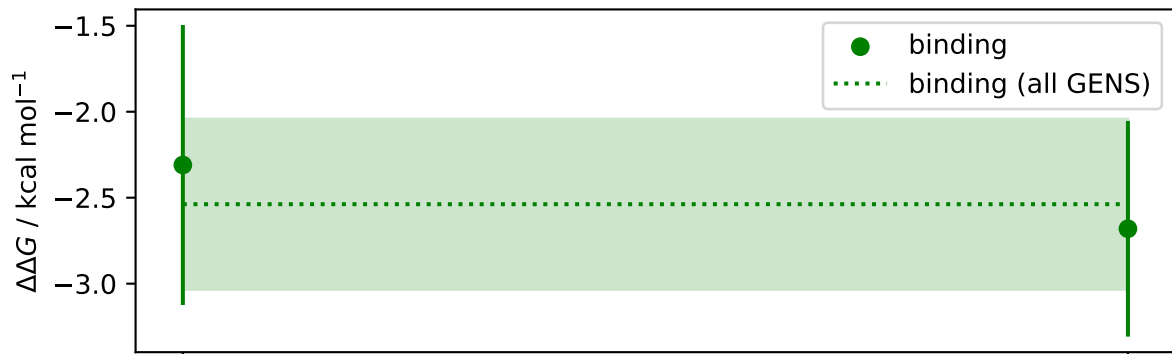 ΔΔG / kcal mol⁻¹
−1.5
−2.0
−2.5
−3.0
binding
binding (all GENS)